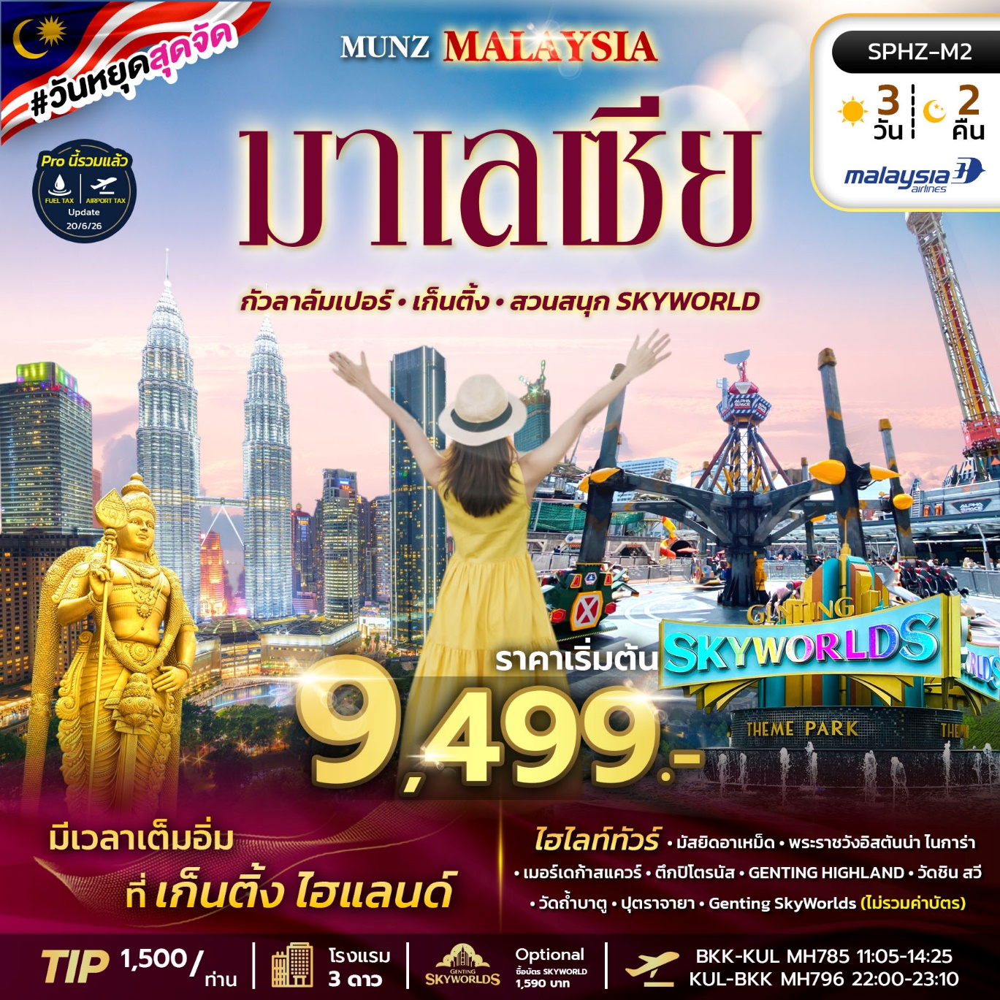 #วันหยุดสุดจัด
MUNZ MALAYSIA
SPHZ-M2
3 วัน 2 คืน
malaysia airlines
Pro นี้รวมแล้ว
FUEL TAX AIRPORT TAX
Update
20/6/26
มาเลเซีย
กัวลาลัมเปอร์ • เก็นติ้ง • สวนสนุก SKYWORLD
ALPHA SPACE
ALPHA SPACE
GENTING
SKYWORLDS
RLDS
THEME PARK
THEM
ราคาเริ่มต้น
9,499.-
มีเวลาเต็มอิ่ม
ที่ เก็นติ้ง ไฮแลนด์
ไฮไลท์ทัวร์ • มัสยิดอาเหม็ด • พระราชวังอิสตันน่า ไนการ่า
• เมอร์เดก้าสแควร์ • ตึกปิโตรนัส • GENTING HIGHLAND • วัดชิน สวี
• วัดถ้ำบาตู • ปุตราจายา • Genting SkyWorlds (ไม่รวมค่าบัตร)
TIP 1,500/ท่าน
โรงแรม
3 ดาว
GENTING
SKYWORLDS
Optional
ซื้อบัตร SKYWORLD
1,590 บาท
BKK-KUL MH785 11:05-14:25
KUL-BKK MH796 22:00-23:10